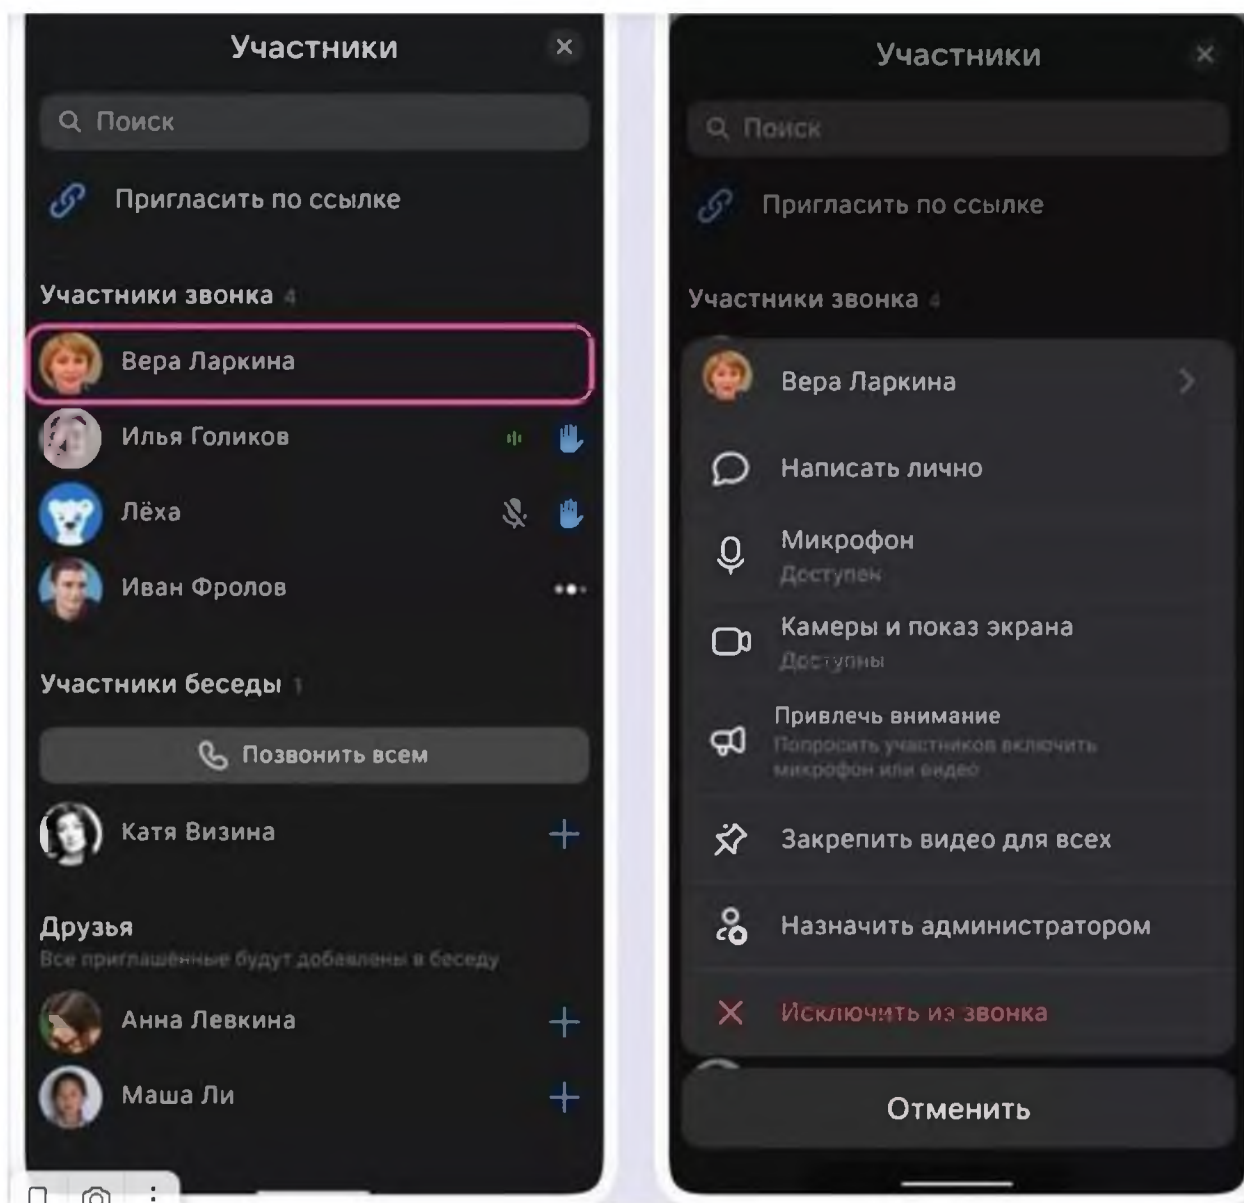 Участники
Поиск
Пригласить по ссылке
Участники звонка 4
Вера Ларкина
Илья Голиков
Лёха
Иван Фролов
Участники беседы 1
Позвонить всем
Катя Визина
Друзья
Все приглашённые будут добавлены в беседу
Анна Левкина
Маша Ли
Участники
Поиск
Пригласить по ссылке
Участники звонка 4
Вера Ларкина
Написать лично
Микрофон
Доступен
Камеры и показ экрана
Доступны
Привлечь внимание
Попросить участников включить
микрофон или видео
Закрепить видео для всех
Назначить администратором
Исключить из звонка
Отменить